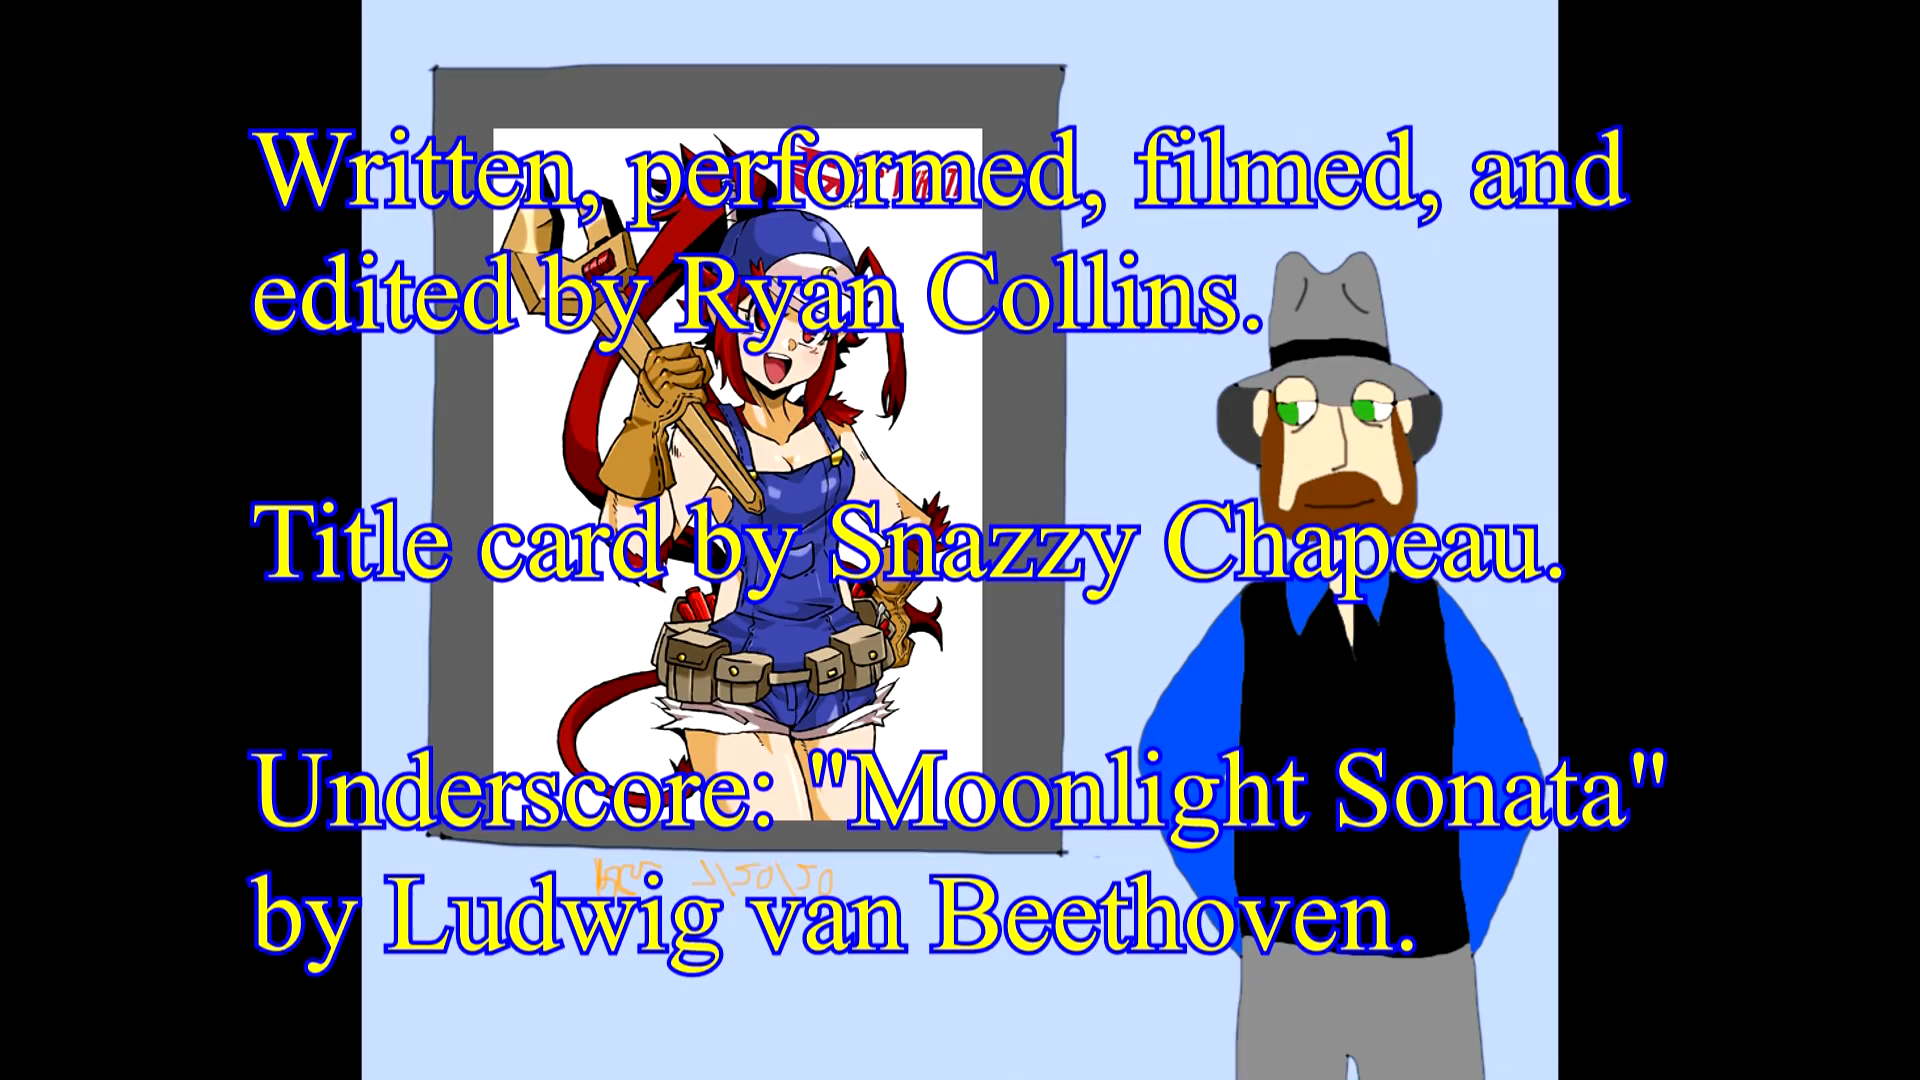 Written, performed, filmed, and
edited by Ryan Collins.
Title card by Snazzy Chapeau.
Underscore: "Moonlight Sonata"
by Ludwig van Beethoven.